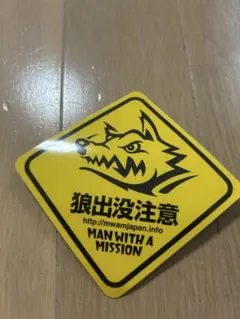 狼出没注意
http://mwamjapan.info
MAN WITH A
MISSION